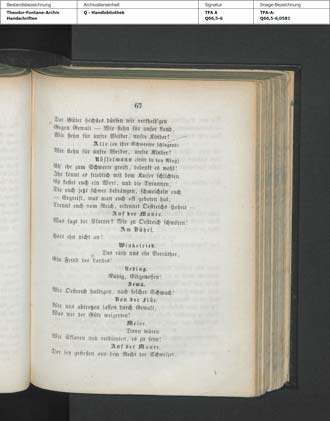 Bestandsbezeichnung
Theodor-Fontane-Archiv
Handschriften
Archivalieneinheit
Q - Handbibliothek
Signatur
TFA A
Q66,5-6
Image-Bezeichnung
TFA-A-
Q66,5-6,0581
67
Der Güter höchstes dürfen wir vertheid'gen
Gegen Gewalt — Wir stehn für unser Land,
Wir stehn für unsre Weiber, unsre Kinder!
Alle (an ihre Schwerter schlagend)
Wir stehn für unsre Weiber, unsre Kinder!
Rösselmann (tritt in den Ring)
Eh' ihr zum Schwerte greift, bedenkt es wohl!
Ihr könnt es friedlich mit dem Kaiser schlichten.
Es kostet euch ein Wort, und die Tyrannen,
Die euch jetzt schwer bedrängen, schmeicheln euch
— Ergreift, was man euch oft geboten hat,
Trennt euch vom Reich, erkennet Oestreichs Hoheit —
Auf der Mauer.
Was sagt der Pfarrer? Wir zu Oestreich schwören!
Am Bühel.
Hört ihn nicht an!
Winkelried.
Das räth uns ein Verräther,
Ein Feind des Landes!
Reding.
Ruhig, Eidgenossen!
Sewa.
Wir Oestreich huldigen, nach solcher Schmach!
Von der Flüe.
Wir uns abtrotzen lassen durch Gewalt,
Was wir der Güte weigerten!
Meier.
Dann wären
Wir Sklaven und verdienten, es zu sein!
Auf der Mauer.
Der sey gestoßen aus dem Recht der Schweizer,